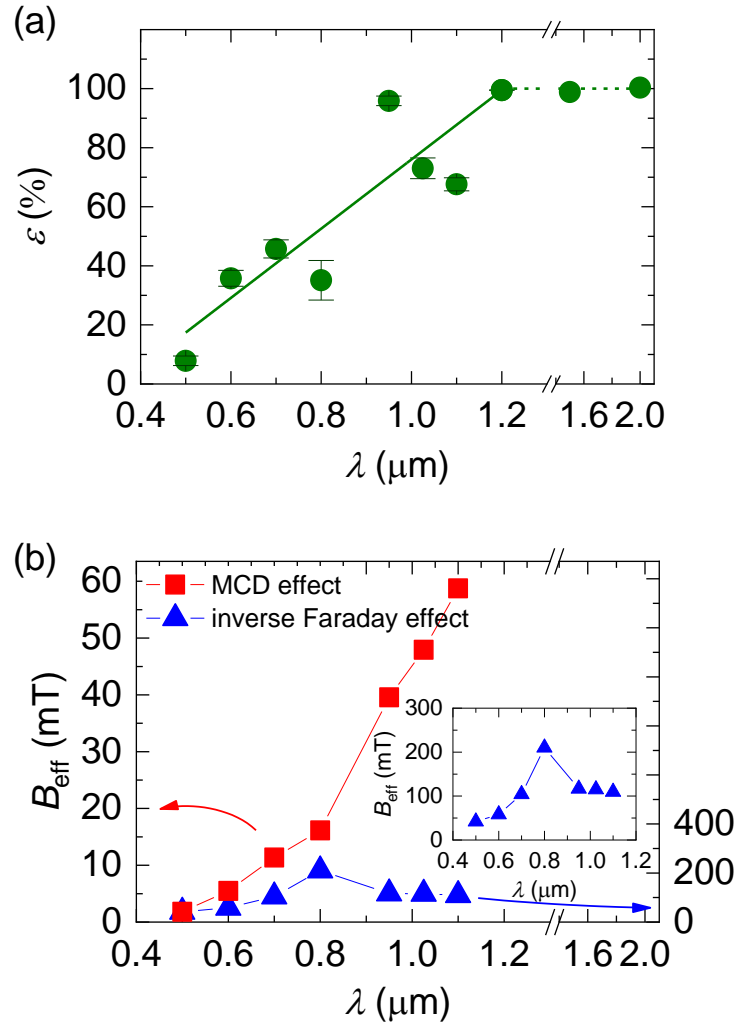 (a)
100
80
60
40
20
0
ε (%)
0.4 0.6 0.8 1.0 1.2 1.6 2.0
λ (μm)
(b)
60
50
40
30
20
10
0
B_eff (mT)
MCD effect
inverse Faraday effect
300
200
100
0
B_eff (mT)
0.4 0.6 0.8 1.0 1.2
λ (μm)
400
200
0
0.4 0.6 0.8 1.0 1.2 1.6 2.0
λ (μm)